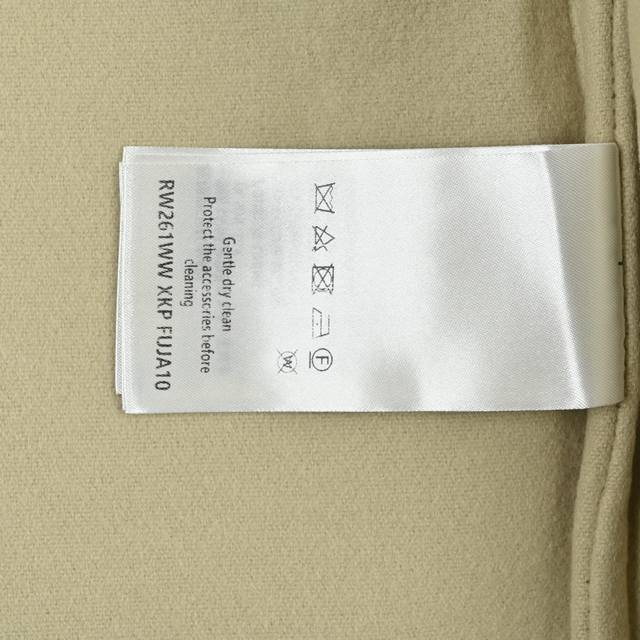 Gentle dry clean
Protect the accessories before
cleaning
RW261WW XKP FUJA10